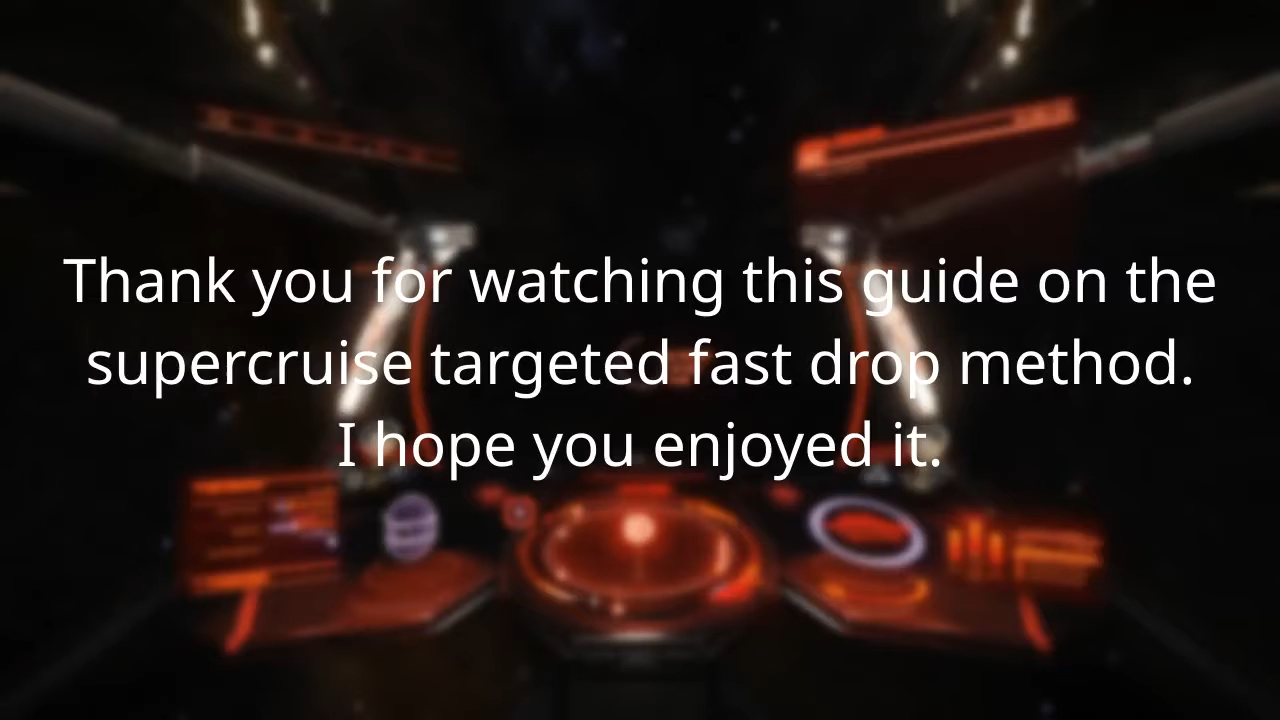 Thank you for watching this guide on the
supercruise targeted fast drop method.
I hope you enjoyed it.